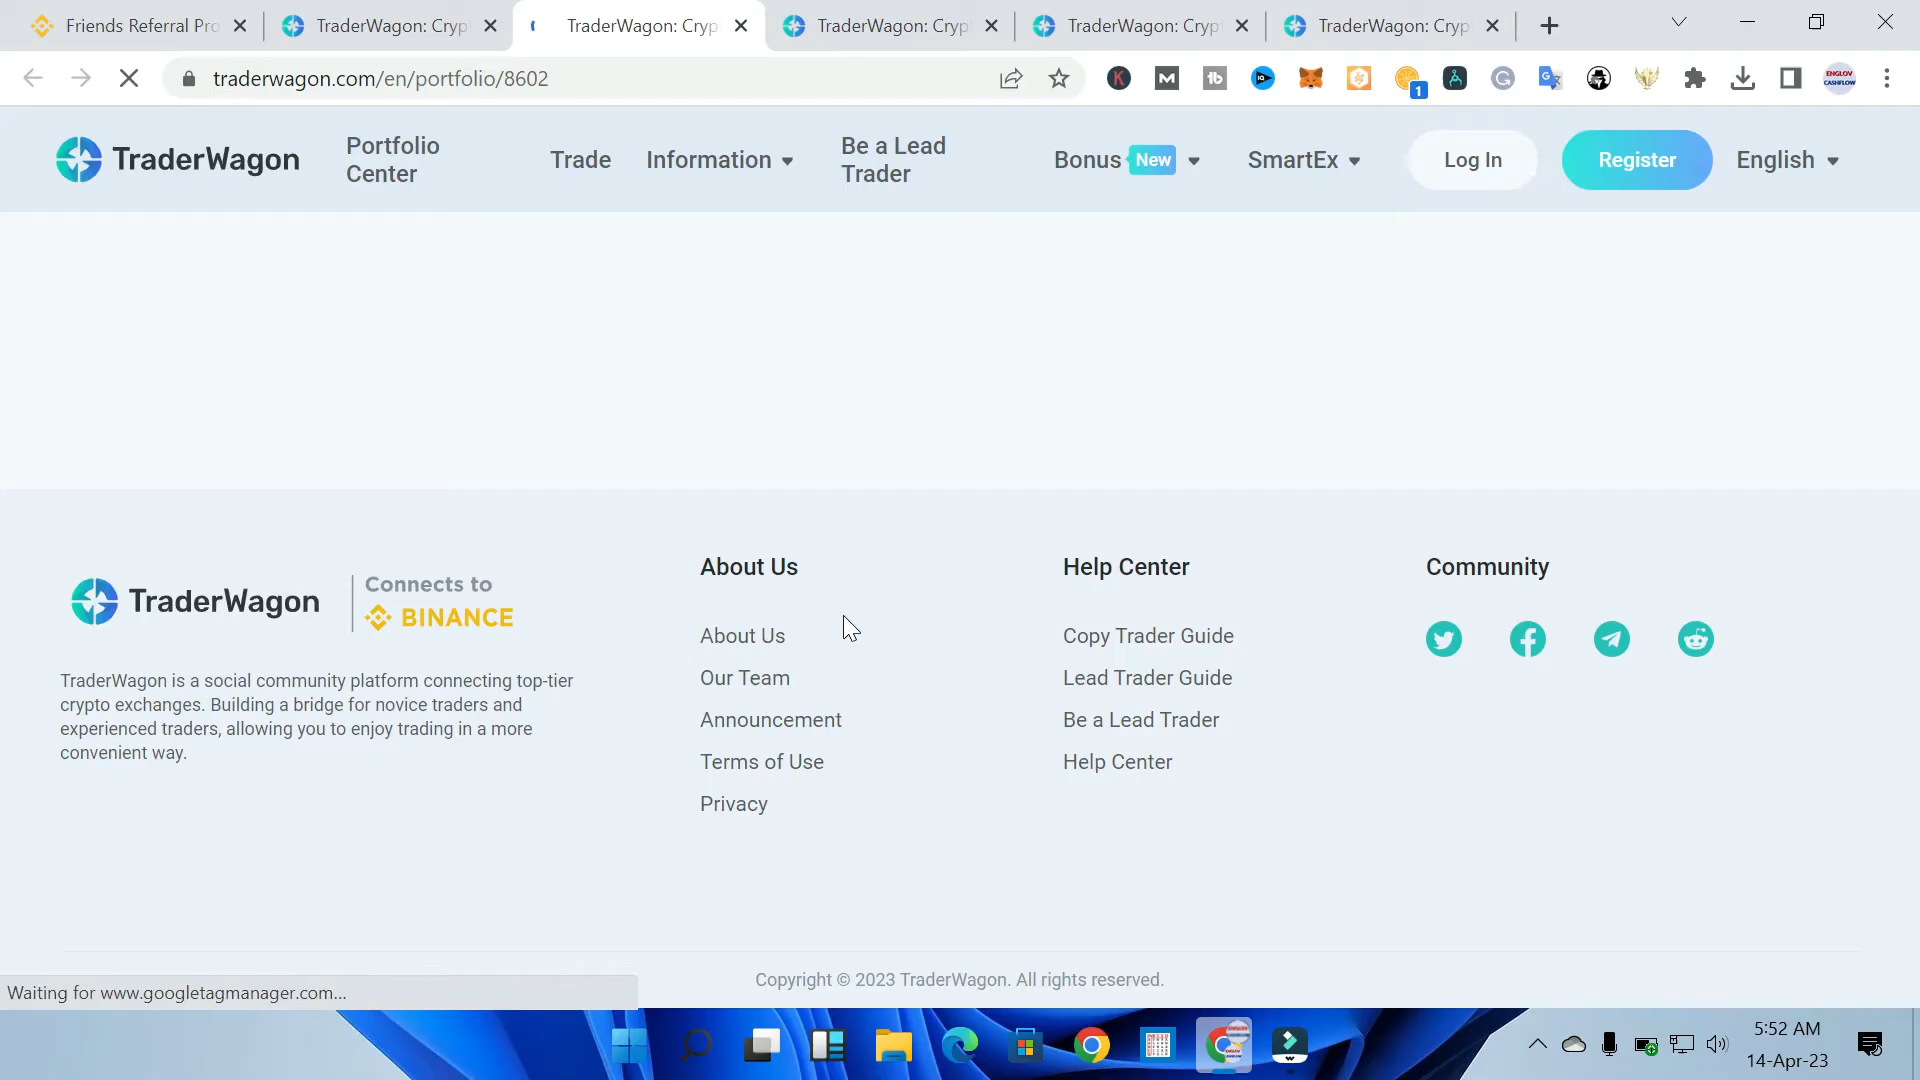 Friends Referral Pro
TraderWagon: Cryp
TraderWagon: Cryp
TraderWagon: Cryp
TraderWagon: Cryp
TraderWagon: Cryp
traderwagon.com/en/portfolio/8602
1
ENGLOV
CASHFLOW
TraderWagon
Portfolio
Center
Trade
Information
Be a Lead
Trader
Bonus New
SmartEx
Log In
Register
English
TraderWagon
Connects to
BINANCE
TraderWagon is a social community platform connecting top-tier
crypto exchanges. Building a bridge for novice traders and
experienced traders, allowing you to enjoy trading in a more
convenient way.
About Us
About Us
Our Team
Announcement
Terms of Use
Privacy
Help Center
Copy Trader Guide
Lead Trader Guide
Be a Lead Trader
Help Center
Community
Copyright © 2023 TraderWagon. All rights reserved.
Waiting for www.googletagmanager.com...
5:52 AM
14-Apr-23